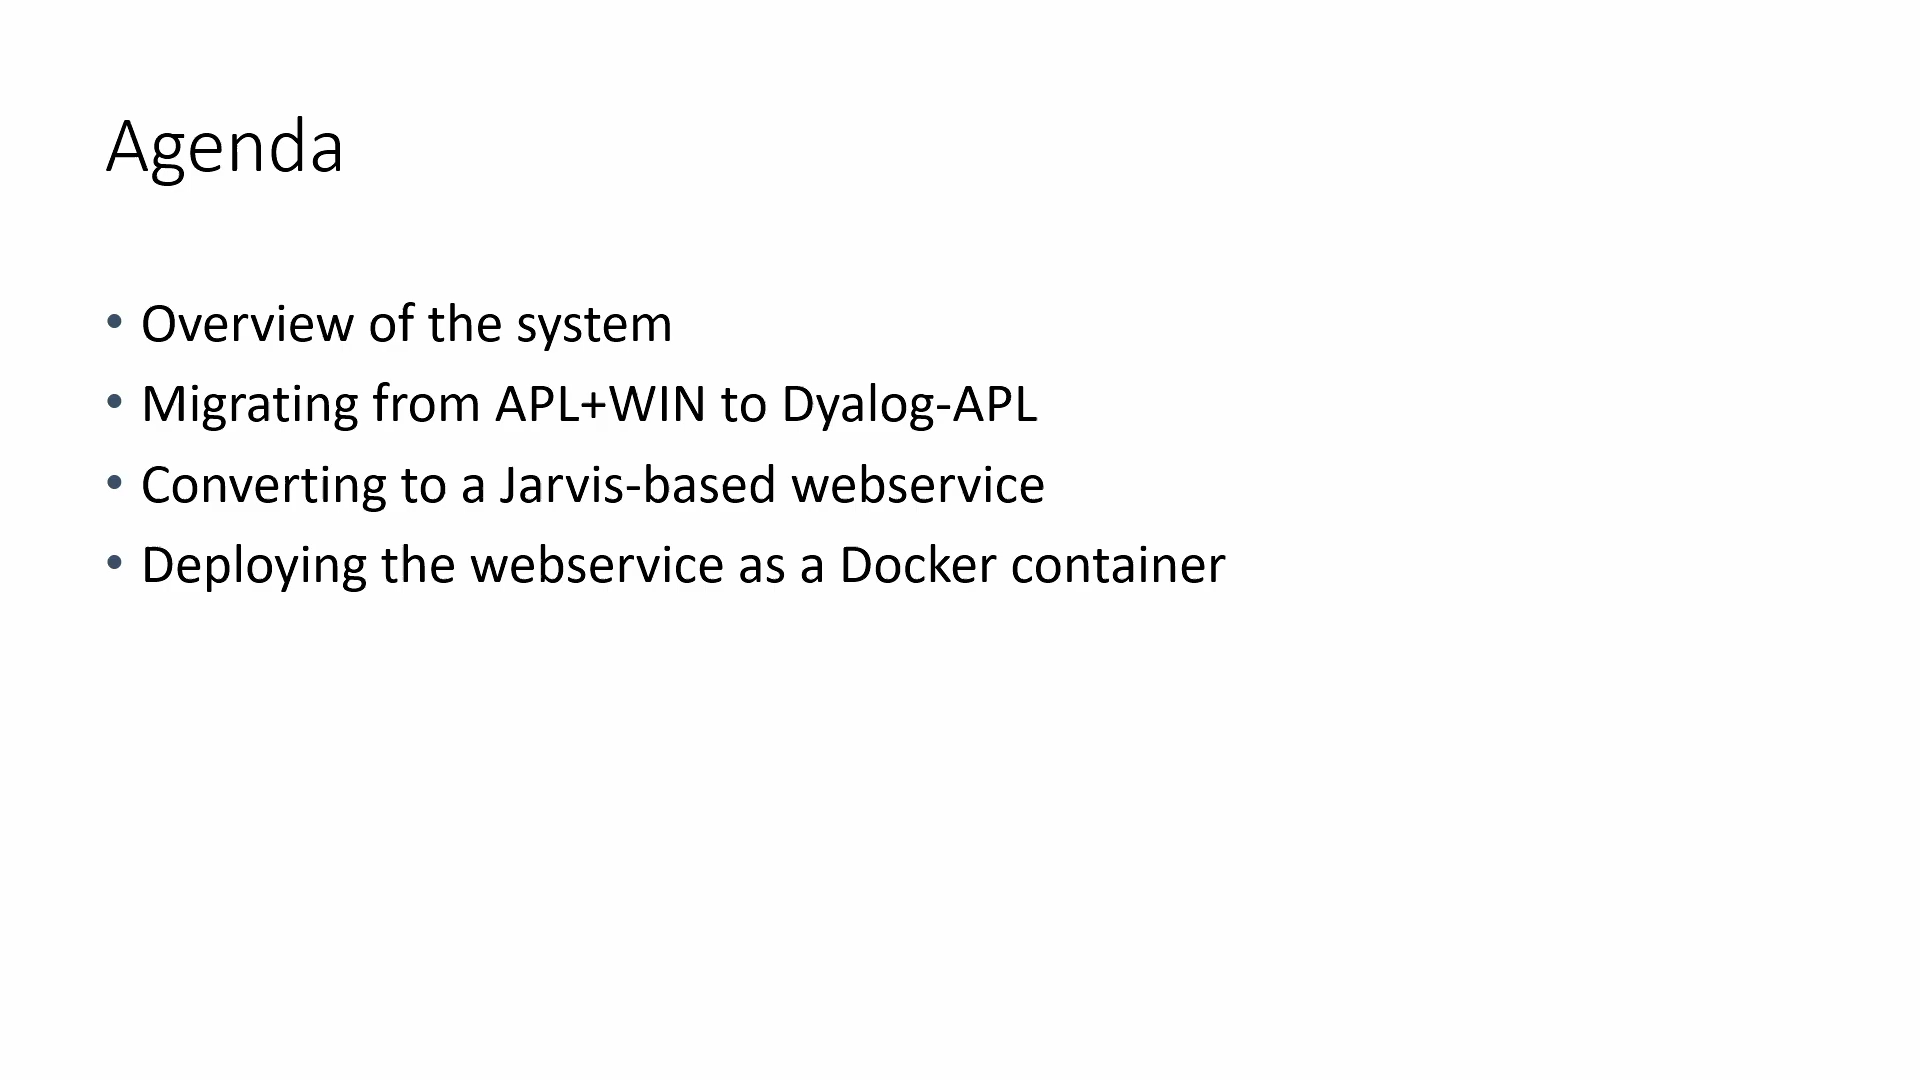 Agenda
• Overview of the system
• Migrating from APL+WIN to Dyalog-APL
• Converting to a Jarvis-based webservice
• Deploying the webservice as a Docker container